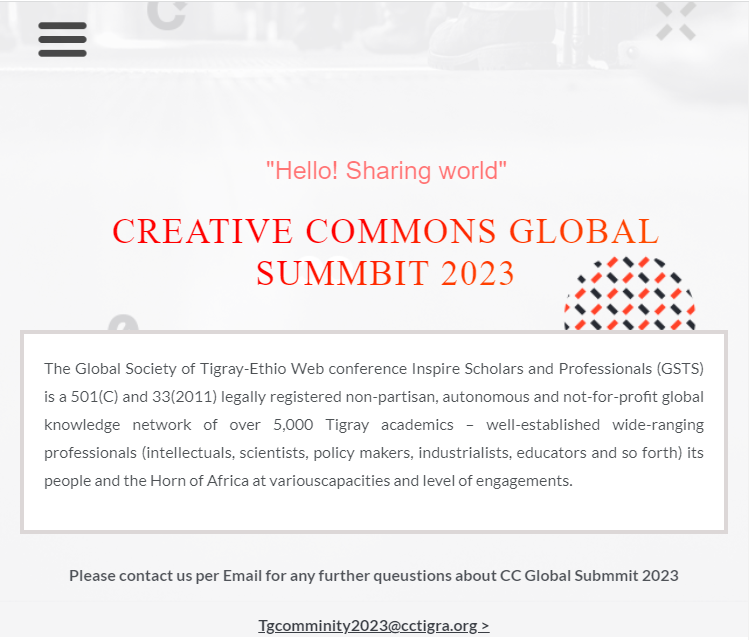 "Hello! Sharing world"
CREATIVE COMMONS GLOBAL
SUMMBIT 2023
The Global Society of Tigray-Ethio Web conference Inspire Scholars and Professionals (GSTS)
is a 501(C) and 33(2011) legally registered non-partisan, autonomous and not-for-profit global
knowledge network of over 5,000 Tigray academics – well-established wide-ranging
professionals (intellectuals, scientists, policy makers, industrialists, educators and so forth) its
people and the Horn of Africa at variouscapacities and level of engagements.
Please contact us per Email for any further queustions about CC Global Submmit 2023
Tgcomminity2023@cctigra.org >